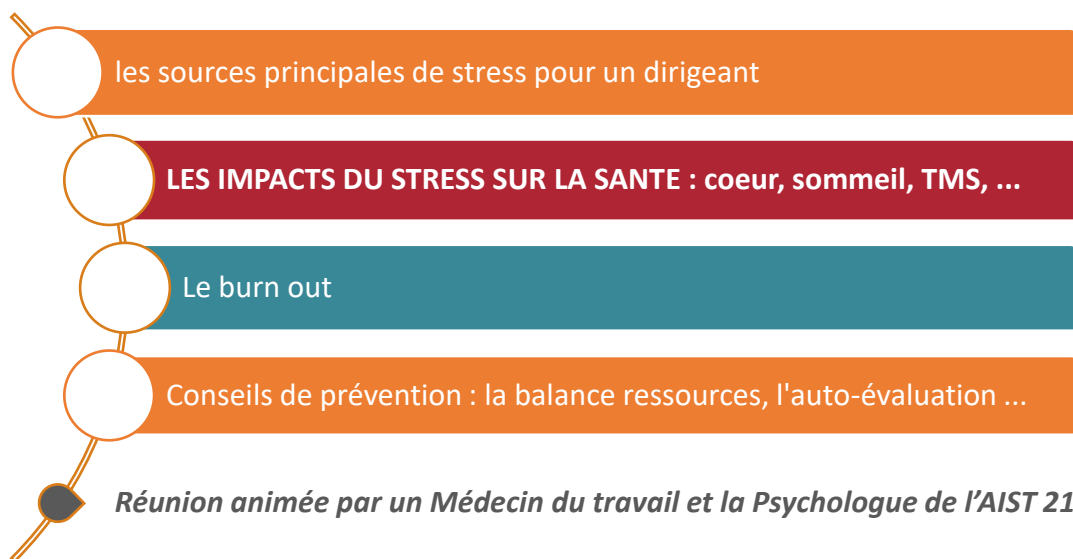 les sources principales de stress pour un dirigeant
LES IMPACTS DU STRESS SUR LA SANTE : coeur, sommeil, TMS, ...
Le burn out
Conseils de prévention : la balance ressources, l'auto-évaluation ...
Réunion animée par un Médecin du travail et la Psychologue de l’AIST 21